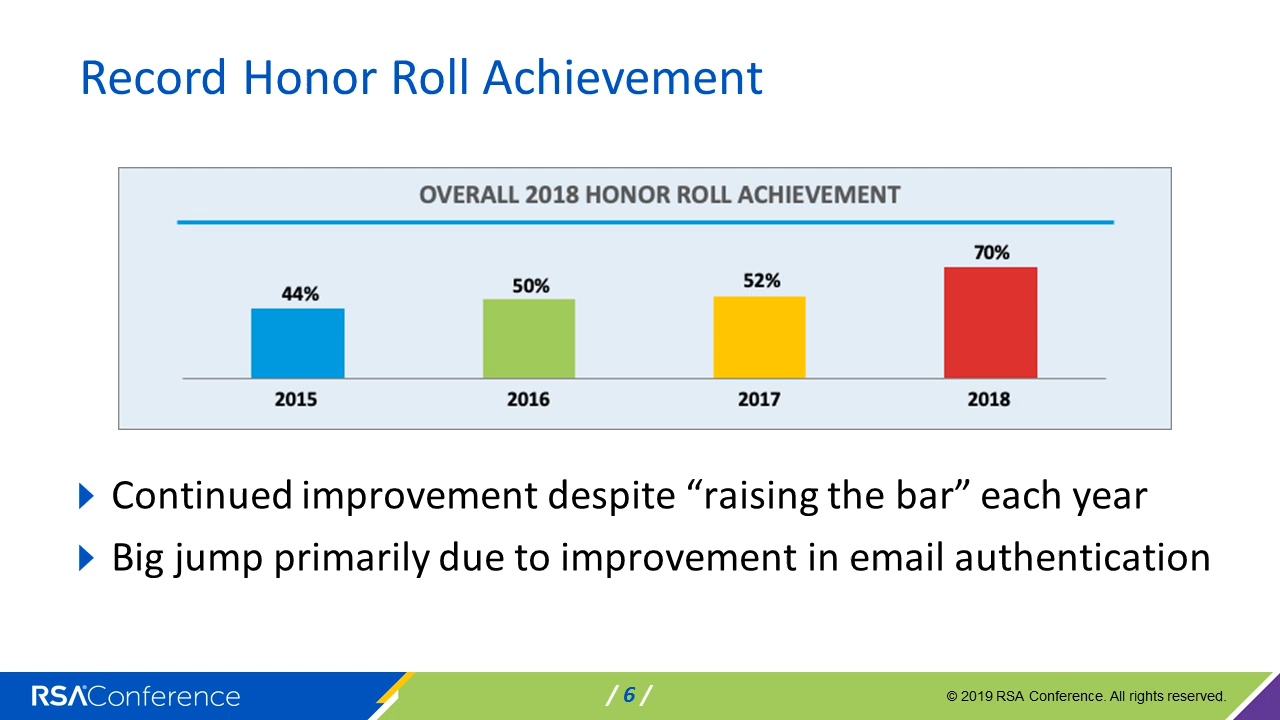 Record Honor Roll Achievement
OVERALL 2018 HONOR ROLL ACHIEVEMENT
44%
50%
52%
70%
2015
2016
2017
2018
Continued improvement despite “raising the bar” each year
Big jump primarily due to improvement in email authentication
RSA®Conference
/ 6 /
© 2019 RSA Conference. All rights reserved.